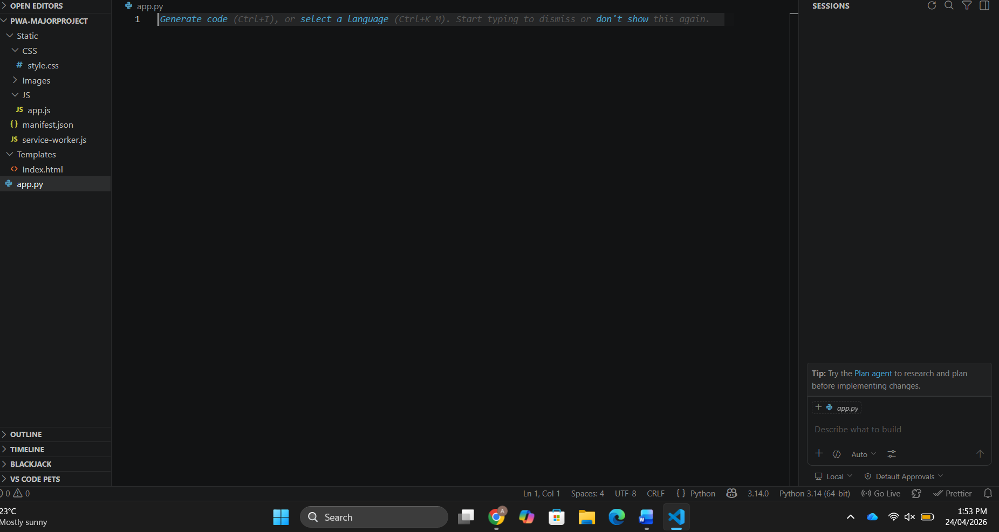 OPEN EDITORS
PWA-MAJORPROJECT
Static
CSS
# style.css
Images
JS
JS app.js
{} manifest.json
JS service-worker.js
Templates
<> Index.html
app.py
OUTLINE
TIMELINE
BLACKJACK
VS CODE PETS
app.py
1 Generate code (Ctrl+I), or select a language (Ctrl+K M). Start typing to dismiss or don't show this again.
SESSIONS
Tip: Try the Plan agent to research and plan
before implementing changes.
+ app.py
Describe what to build
Auto
Local Default Approvals
0 0 Ln 1, Col 1 Spaces: 4 UTF-8 CRLF {} Python 3.14.0 Python 3.14 (64-bit) Go Live Prettier
23°C
Mostly sunny
Search
A
W
1:53 PM
24/04/2026